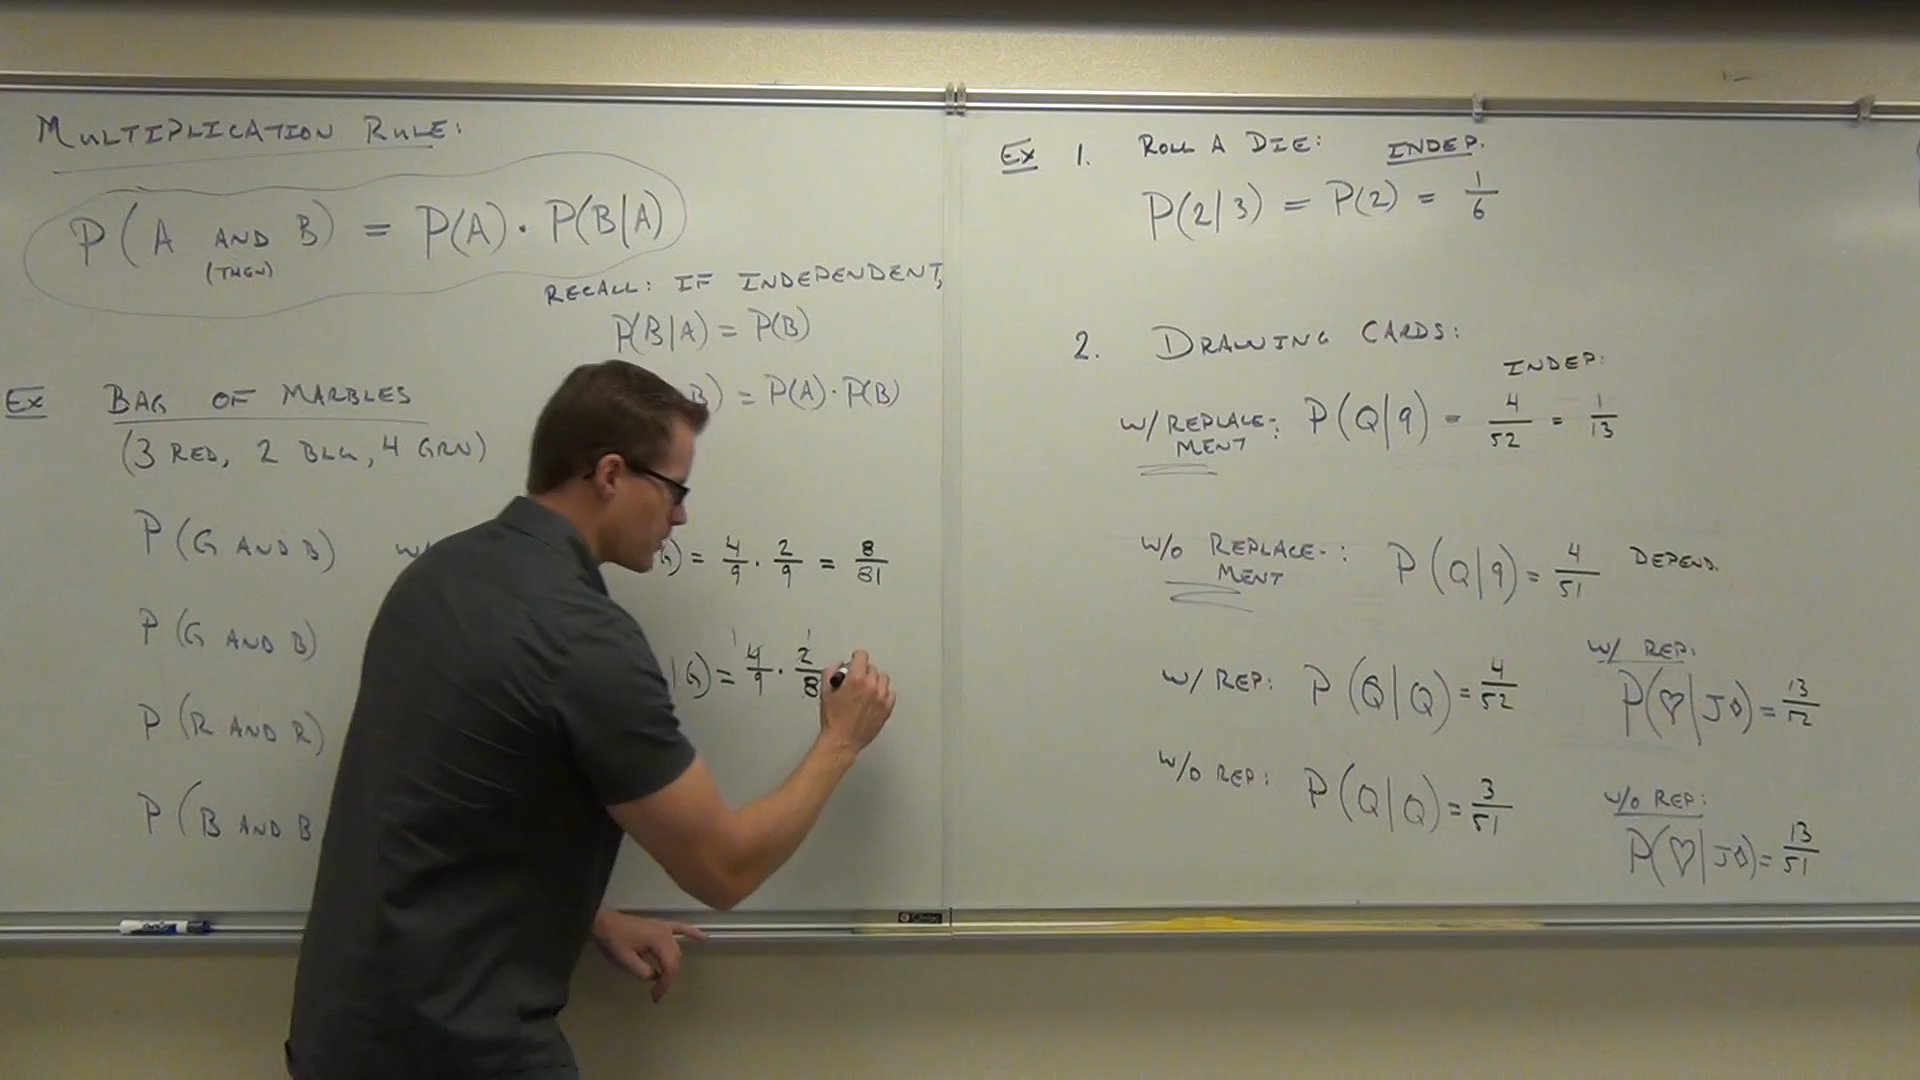 MULTIPLICATION RULE:
P(A AND B) = P(A) · P(B|A)
(THEN)
RECALL: IF INDEPENDENT,
P(B|A) = P(B)
B) = P(A) · P(B)
Ex BAG OF MARBLES
(3 RED, 2 BLU, 4 GRN)
P(G AND B) w/ G) = 4/9 · 2/9 = 8/81
P(G AND B) |G) = 4/9 · 2/8
1 1
P(R AND R)
P(B AND B
Ex 1. ROLL A DIE: INDEP.
P(2|3) = P(2) = 1/6
2. DRAWING CARDS:
INDEP:
W/ REPLACE-MENT: P(Q|9) = 4/52 = 1/13
W/O REPLACE-MENT: P(Q|9) = 4/51 DEPEND.
W/ REP: P(Q|Q) = 4/52
W/O REP: P(Q|Q) = 3/51
W/ REP:
P(♡|J◇) = 13/52
W/O REP:
P(♡|J◇) = 13/51